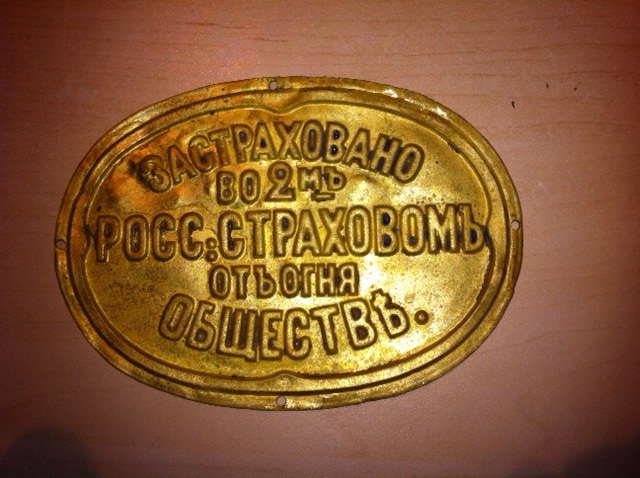 ЗАСТРАХОВАНО
ВО 2МЪ
РОСС: СТРАХОВОМЪ
ОТЪ ОГНЯ
ОБЩЕСТВѢ.